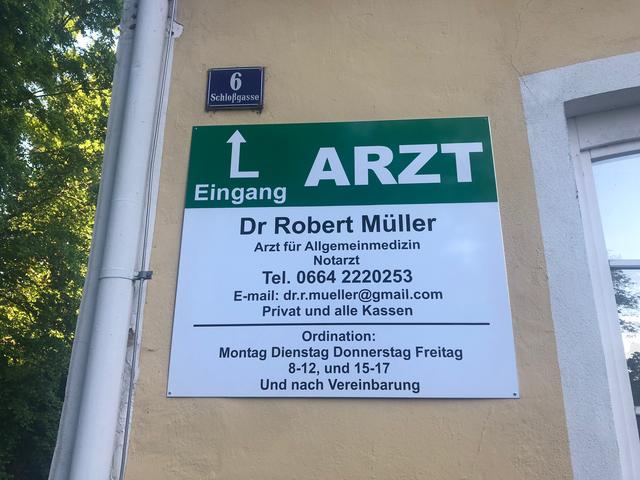 6
Schloßgasse
ARZT
Eingang
Dr Robert Müller
Arzt für Allgemeinmedizin
Notarzt
Tel. 0664 2220253
E-mail: dr.r.mueller@gmail.com
Privat und alle Kassen
Ordination:
Montag Dienstag Donnerstag Freitag
8-12, und 15-17
Und nach Vereinbarung